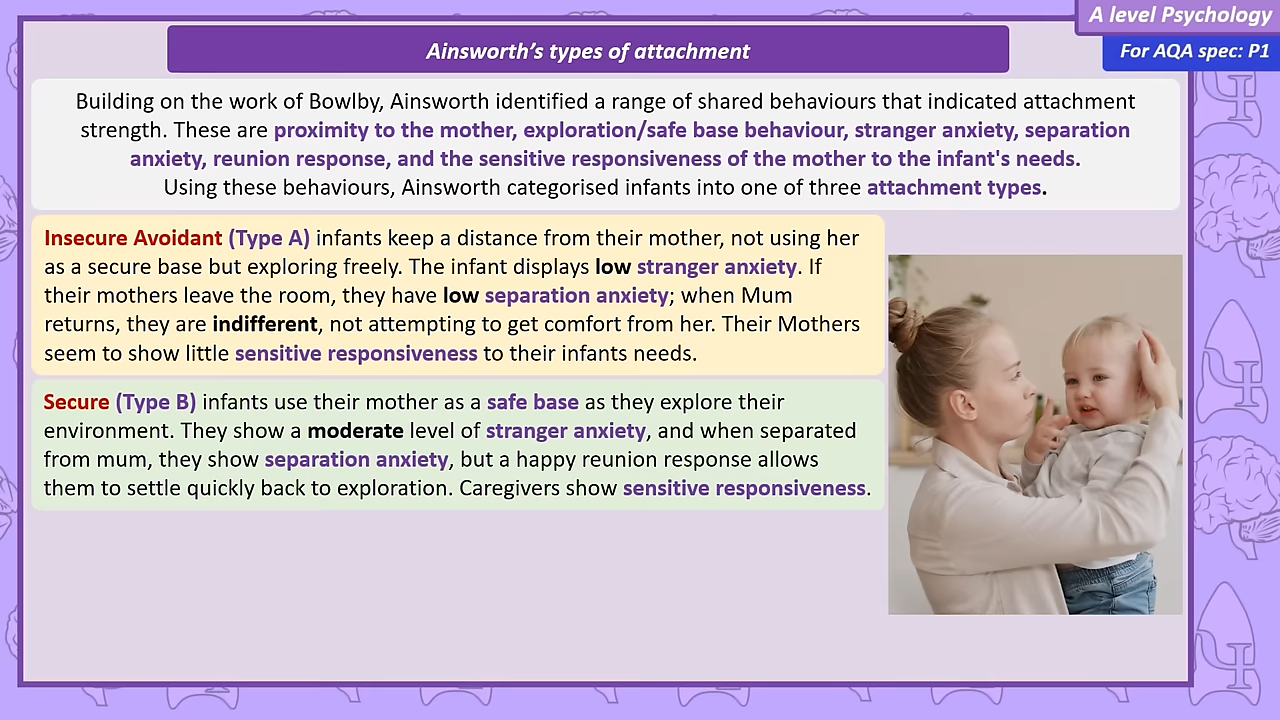 A level Psychology
For AQA spec: P1
Ainsworth's types of attachment
Building on the work of Bowlby, Ainsworth identified a range of shared behaviours that indicated attachment
strength. These are proximity to the mother, exploration/safe base behaviour, stranger anxiety, separation
anxiety, reunion response, and the sensitive responsiveness of the mother to the infant's needs.
Using these behaviours, Ainsworth categorised infants into one of three attachment types.
Insecure Avoidant (Type A) infants keep a distance from their mother, not using her
as a secure base but exploring freely. The infant displays low stranger anxiety. If
their mothers leave the room, they have low separation anxiety; when Mum
returns, they are indifferent, not attempting to get comfort from her. Their Mothers
seem to show little sensitive responsiveness to their infants needs.
Secure (Type B) infants use their mother as a safe base as they explore their
environment. They show a moderate level of stranger anxiety, and when separated
from mum, they show separation anxiety, but a happy reunion response allows
them to settle quickly back to exploration. Caregivers show sensitive responsiveness.